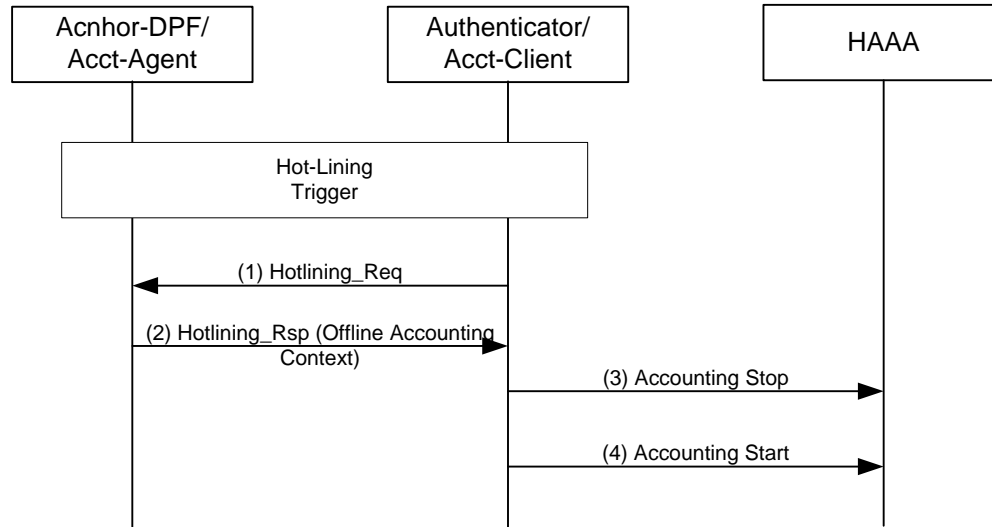 Acnhor-DPF/
Acct-Agent
Authenticator/
Acct-Client
HAAA
Hot-Lining
Trigger
(1) Hotlining_Req
(2) Hotlining_Rsp (Offline Accounting
Context)
(3) Accounting Stop
(4) Accounting Start